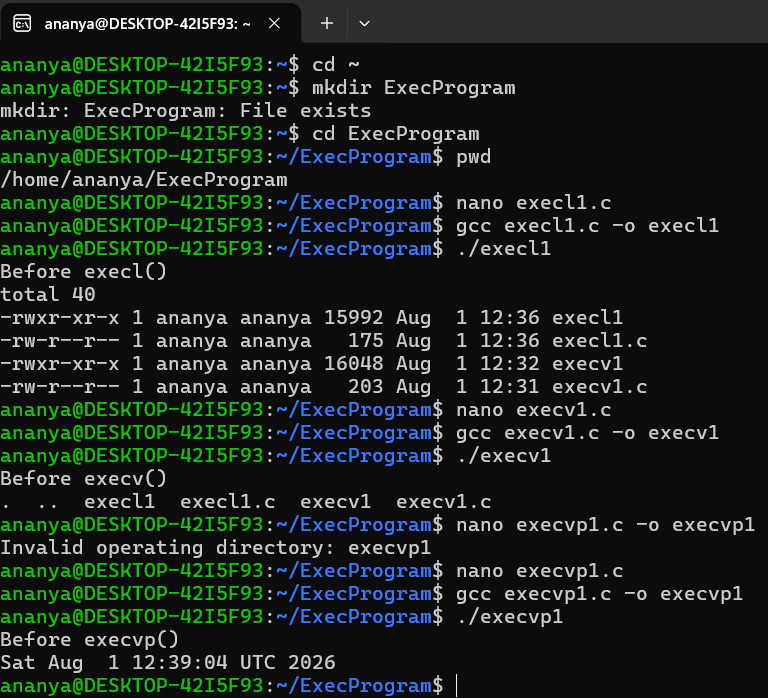 ananya@DESKTOP-42I5F93: ~
ananya@DESKTOP-42I5F93:~$ cd ~
ananya@DESKTOP-42I5F93:~$ mkdir ExecProgram
mkdir: ExecProgram: File exists
ananya@DESKTOP-42I5F93:~$ cd ExecProgram
ananya@DESKTOP-42I5F93:~/ExecProgram$ pwd
/home/ananya/ExecProgram
ananya@DESKTOP-42I5F93:~/ExecProgram$ nano execl1.c
ananya@DESKTOP-42I5F93:~/ExecProgram$ gcc execl1.c -o execl1
ananya@DESKTOP-42I5F93:~/ExecProgram$ ./execl1
Before execl()
total 40
-rwxr-xr-x 1 ananya ananya 15992 Aug  1 12:36 execl1
-rw-r--r-- 1 ananya ananya   175 Aug  1 12:36 execl1.c
-rwxr-xr-x 1 ananya ananya 16048 Aug  1 12:32 execv1
-rw-r--r-- 1 ananya ananya   203 Aug  1 12:31 execv1.c
ananya@DESKTOP-42I5F93:~/ExecProgram$ nano execv1.c
ananya@DESKTOP-42I5F93:~/ExecProgram$ gcc execv1.c -o execv1
ananya@DESKTOP-42I5F93:~/ExecProgram$ ./execv1
Before execv()
.  ..  execl1  execl1.c  execv1  execv1.c
ananya@DESKTOP-42I5F93:~/ExecProgram$ nano execvp1.c -o execvp1
Invalid operating directory: execvp1
ananya@DESKTOP-42I5F93:~/ExecProgram$ nano execvp1.c
ananya@DESKTOP-42I5F93:~/ExecProgram$ gcc execvp1.c -o execvp1
ananya@DESKTOP-42I5F93:~/ExecProgram$ ./execvp1
Before execvp()
Sat Aug  1 12:39:04 UTC 2026
ananya@DESKTOP-42I5F93:~/ExecProgram$